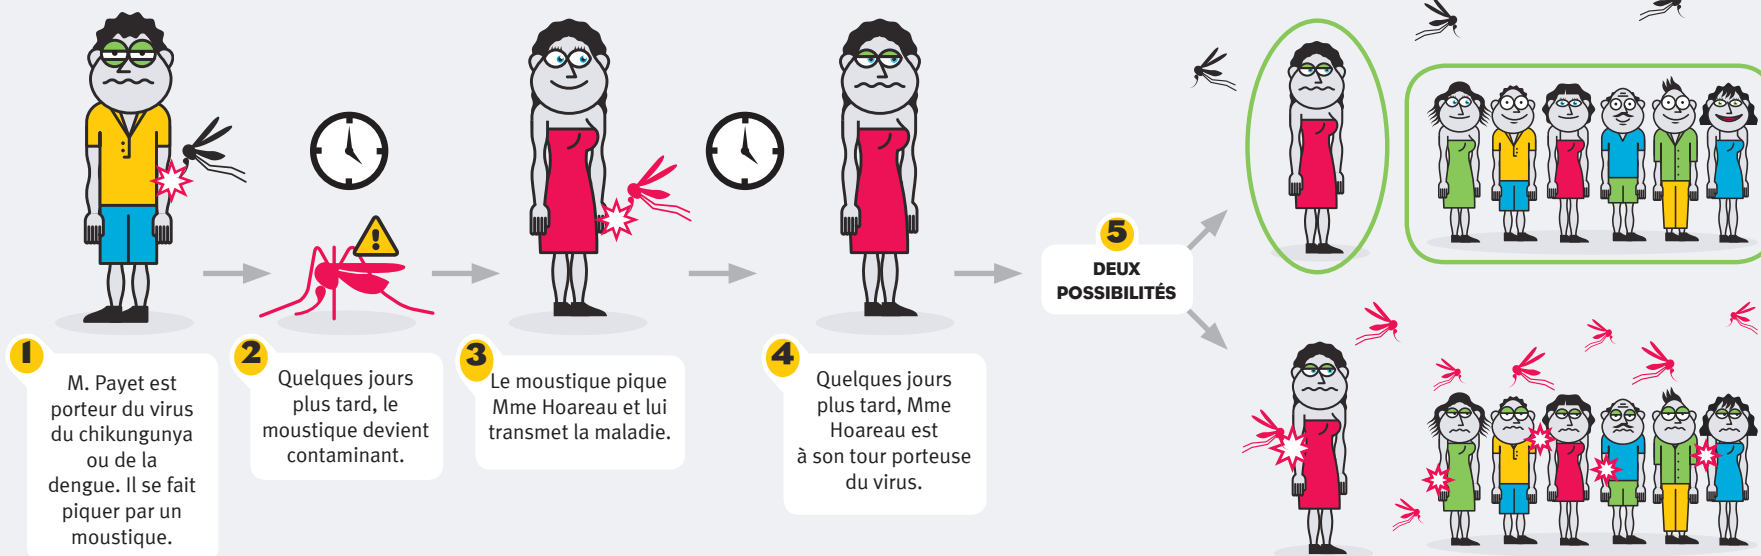 1
M. Payet est
porteur du virus
du chikungunya
ou de la
dengue. Il se fait
piquer par un
moustique.
2
Quelques jours
plus tard, le
moustique devient
contaminant.
3
Le moustique pique
Mme Hoareau et lui
transmet la maladie.
4
Quelques jours
plus tard, Mme
Hoareau est
à son tour porteuse
du virus.
5
DEUX
POSSIBILITÉS